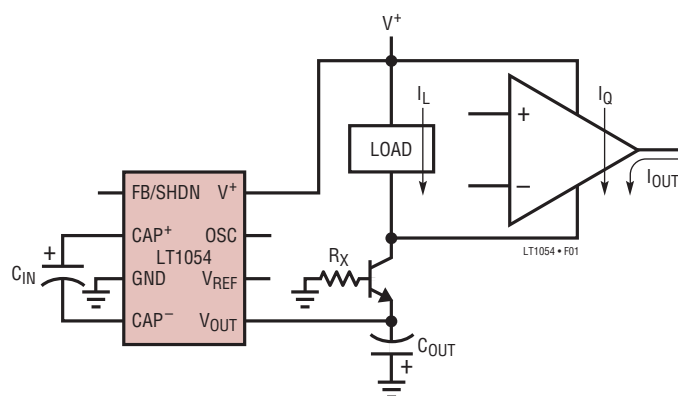 V+
IL
IQ
+
LOAD
−
IOUT
FB/SHDN V+
CAP+ OSC
LT1054
GND VREF
CAP− VOUT
+
CIN
RX
LT1054 • F01
COUT
+